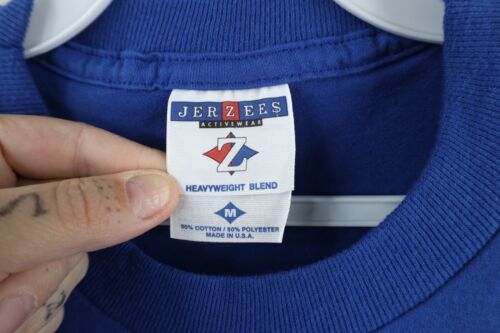 JERZEES
ACTIVEWEAR
Z
HEAVYWEIGHT BLEND
M
50% COTTON / 50% POLYESTER
MADE IN U.S.A.